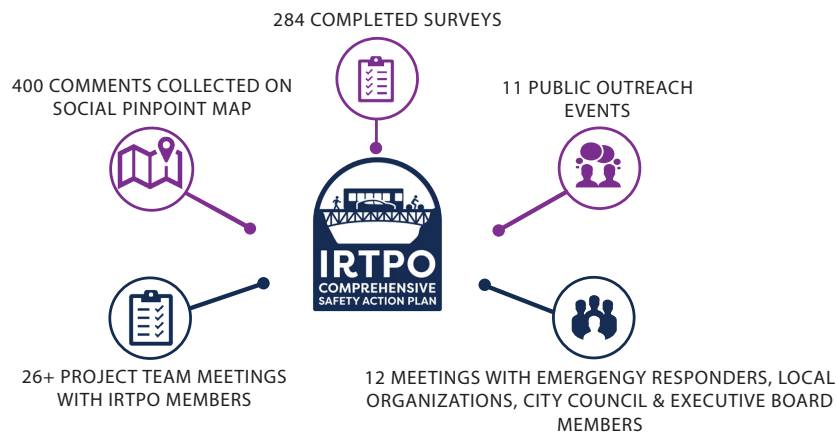 284 COMPLETED SURVEYS
400 COMMENTS COLLECTED ON
SOCIAL PINPOINT MAP
11 PUBLIC OUTREACH
EVENTS
IRTPO
COMPREHENSIVE
SAFETY ACTION PLAN
26+ PROJECT TEAM MEETINGS
WITH IRTPO MEMBERS
12 MEETINGS WITH EMERGENGY RESPONDERS, LOCAL
ORGANIZATIONS, CITY COUNCIL & EXECUTIVE BOARD
MEMBERS